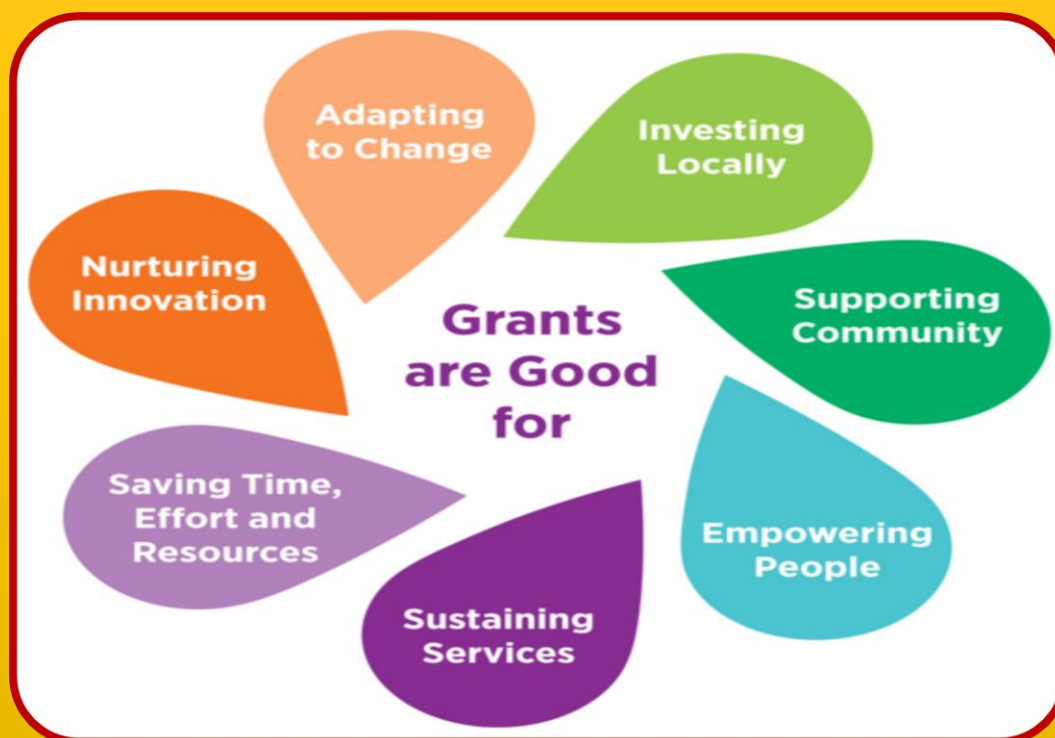 Grants
are Good
for
Adapting
to Change
Investing
Locally
Supporting
Community
Empowering
People
Sustaining
Services
Saving Time,
Effort and
Resources
Nurturing
Innovation